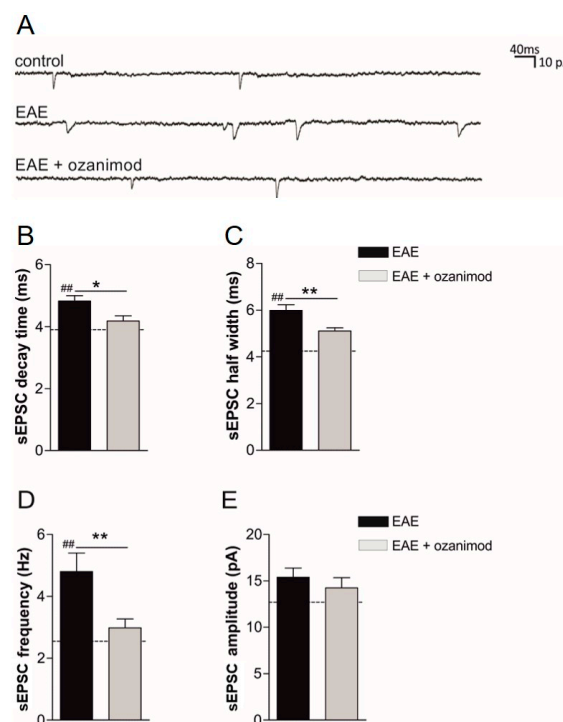 A
control
40ms
10 p
EAE
EAE + ozanimod
B
sEPSC decay time (ms)
6
4
2
0
##
*
C
sEPSC half width (ms)
8
6
4
2
0
##
**
EAE
EAE + ozanimod
D
sEPSC frequency (Hz)
6
4
2
0
##
**
E
sEPSC amplitude (pA)
20
15
10
5
0
EAE
EAE + ozanimod